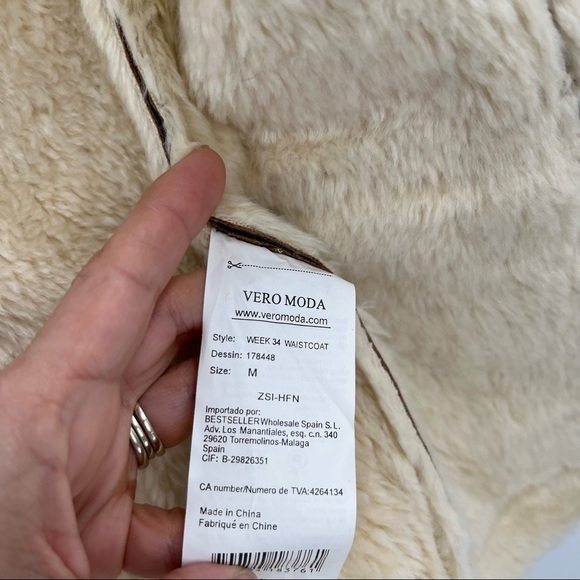 VERO MODA
www.veromoda.com
Style: WEEK 34 WAISTCOAT
Dessin: 178448
Size: M
ZSI-HFN
Importado por:
BESTSELLER Wholesale Spain S.L.
Adv. Los Manantiales, esq. c.n. 340
29620 Torremolinos-Malaga
Spain
CIF: B-29826351
CA number/Numero de TVA:4264134
Made in China
Fabriqué en Chine